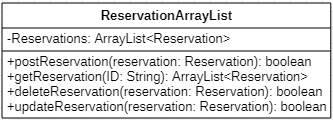 ReservationArrayList
-Reservations: ArrayList<Reservation>
+postReservation(reservation: Reservation): boolean
+getReservation(ID: String): ArrayList<Reservation>
+deleteReservation(reservation: Reservation): boolean
+updateReservation(reservation: Reservation): boolean